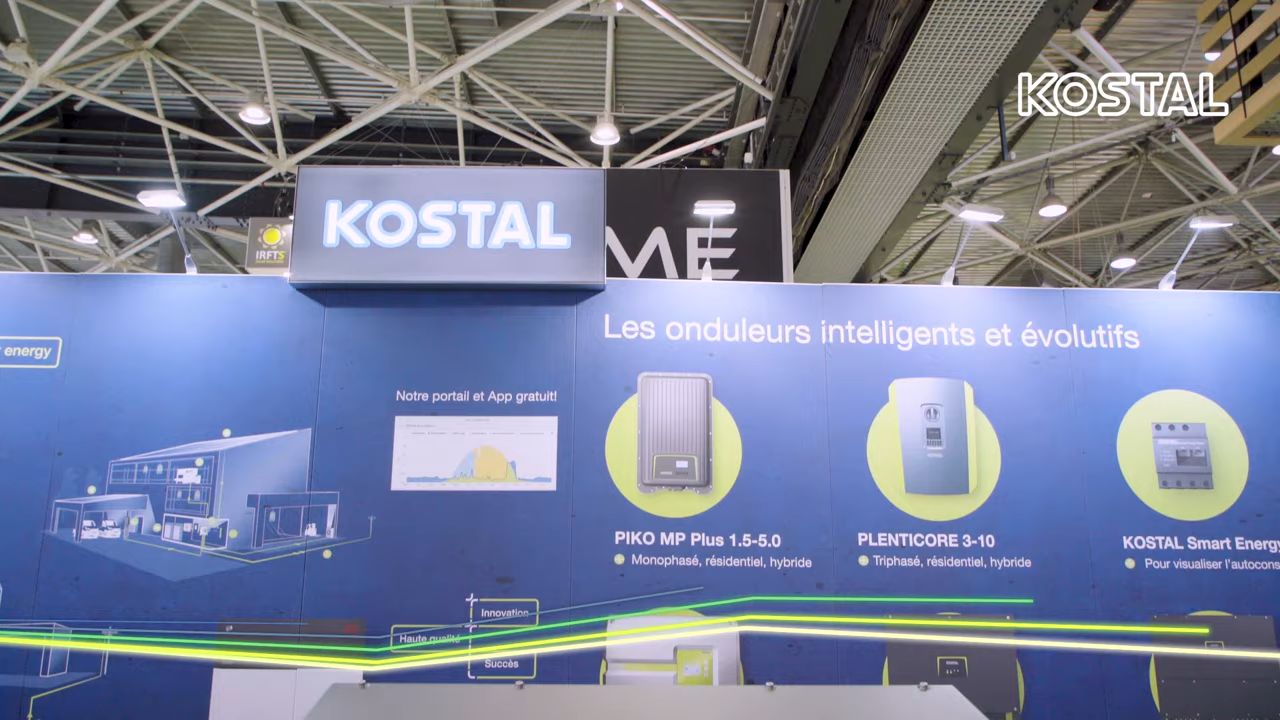 KOSTAL
KOSTAL
ME
IRFTS
energy
Les onduleurs intelligents et évolutifs
Notre portail et App gratuit!
PIKO MP Plus 1.5-5.0
Monophasé, résidentiel, hybride
PLENTICORE 3-10
Triphasé, résidentiel, hybride
KOSTAL Smart Energy
Pour visualiser l'autocons
Innovation
Haute qualité
Succès
KOSTAL